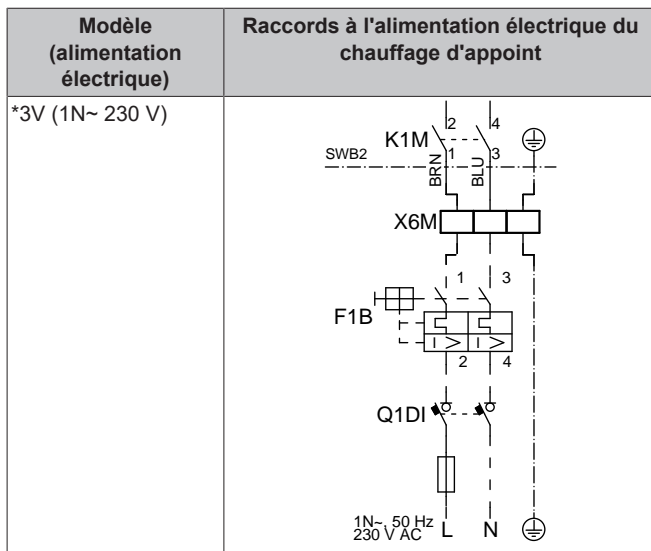 Modèle
(alimentation
électrique)
Raccords à l'alimentation électrique du
chauffage d'appoint
*3V (1N~ 230 V)
2 4
K1M
SWB2
1 3
BRN BLU
X6M
1 3
F1B
I > I >
2 4
Q1DI
1N~, 50 Hz
230 V AC
L N